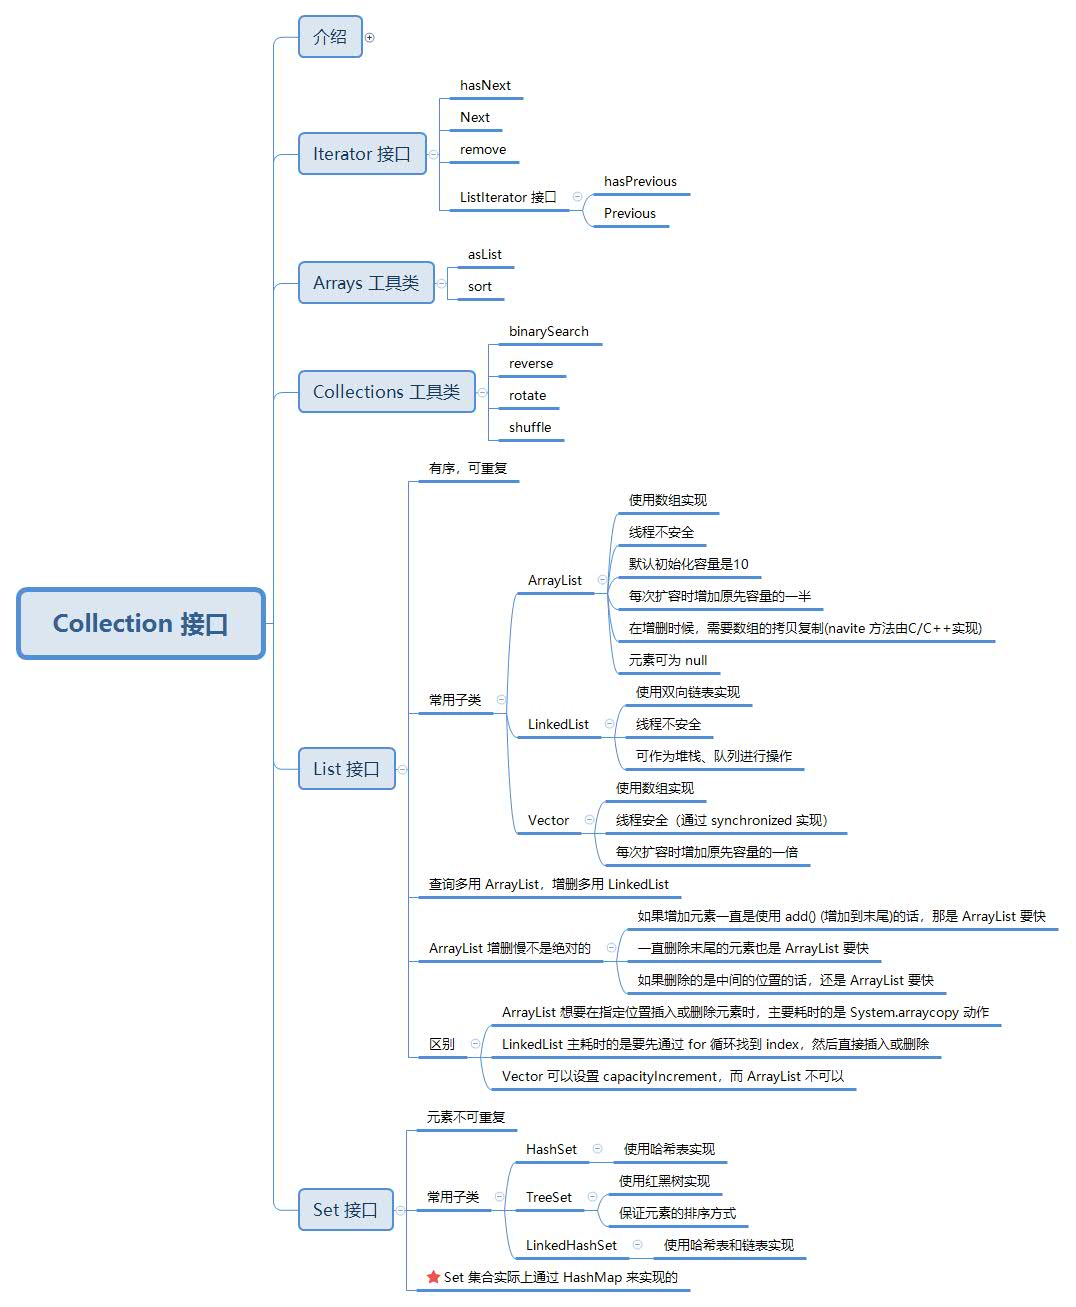 介绍
hasNext
Next
Iterator 接口
remove
hasPrevious
ListIterator 接口
Previous
asList
Arrays 工具类
sort
binarySearch
reverse
Collections 工具类
rotate
shuffle
有序，可重复
使用数组实现
线程不安全
默认初始化容量是10
ArrayList
每次扩容时增加原先容量的一半
在增删时候，需要数组的拷贝复制(navite 方法由C/C++实现)
元素可为 null
常用子类
使用双向链表实现
LinkedList
线程不安全
可作为堆栈、队列进行操作
使用数组实现
Vector
线程安全（通过 synchronized 实现）
每次扩容时增加原先容量的一倍
Collection 接口
List 接口
查询多用 ArrayList，增删多用 LinkedList
如果增加元素一直是使用 add() (增加到末尾)的话，那是 ArrayList 要快
ArrayList 增删慢不是绝对的
一直删除末尾的元素也是 ArrayList 要快
如果删除的是中间的位置的话，还是 ArrayList 要快
ArrayList 想要在指定位置插入或删除元素时，主要耗时的是 System.arraycopy 动作
区别
LinkedList 主耗时的是要先通过 for 循环找到 index，然后直接插入或删除
Vector 可以设置 capacityIncrement，而 ArrayList 不可以
元素不可重复
HashSet
使用哈希表实现
Set 接口
常用子类
TreeSet
使用红黑树实现
保证元素的排序方式
LinkedHashSet
使用哈希表和链表实现
Set 集合实际上通过 HashMap 来实现的